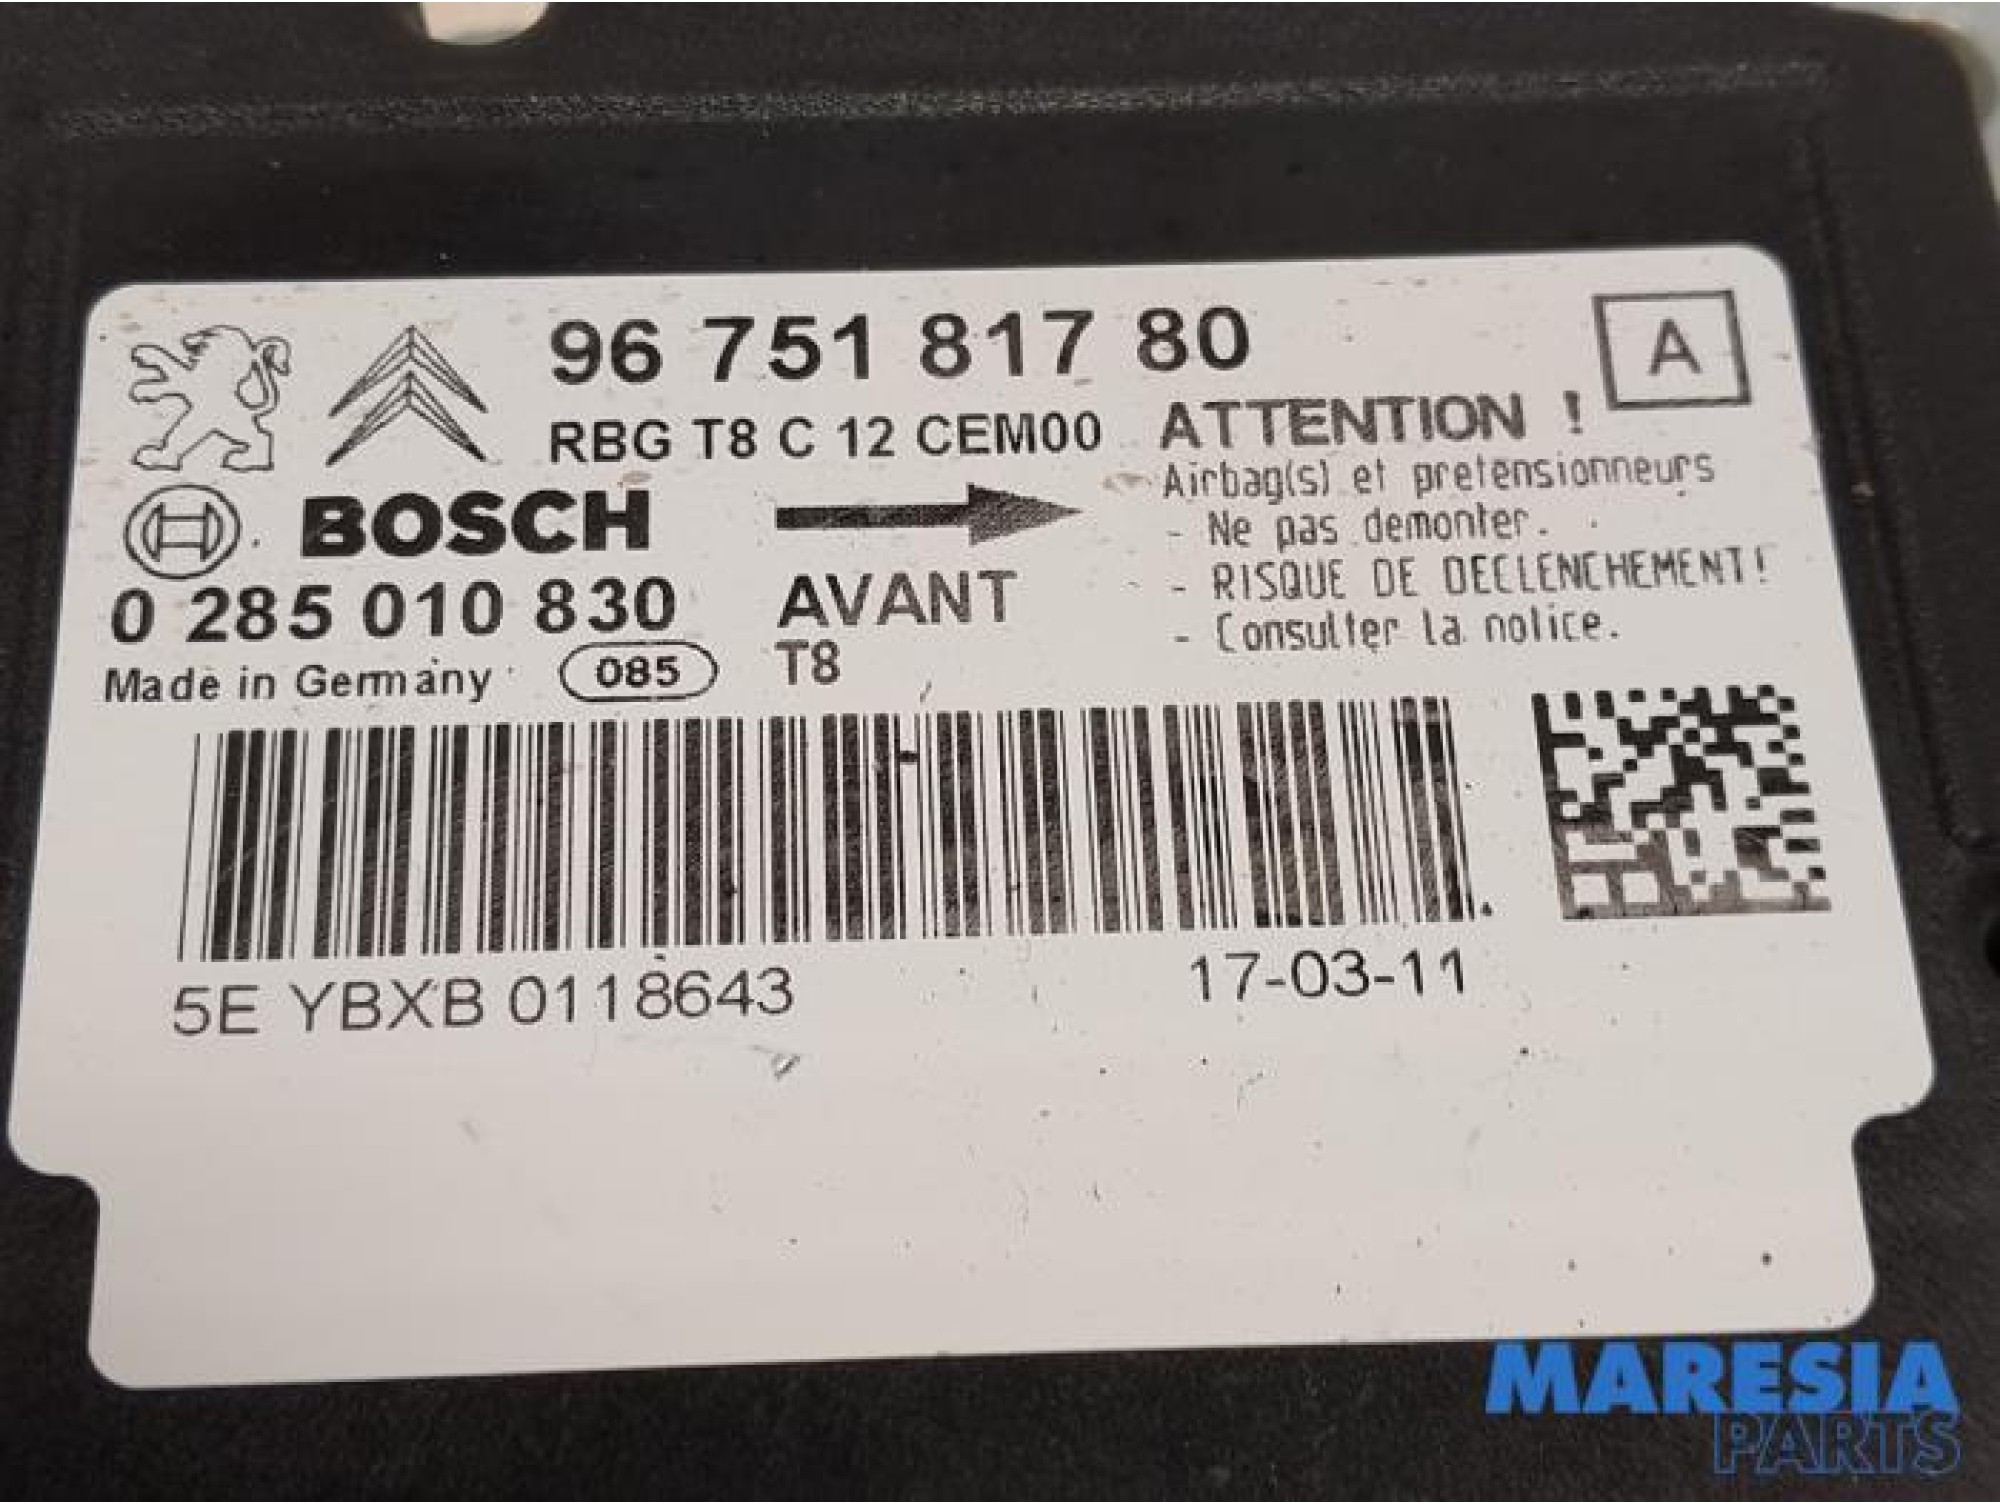 96 751 817 80
A
RBG T8 C 12 CEM00
ATTENTION !
Airbag(s) et pretensionneurs
- Ne pas demonter.
- RISQUE DE DECLENCHEMENT!
- Consulter la notice.
BOSCH
0 285 010 830
AVANT
Made in Germany
085
T8
5E YBXB 0118643
17-03-11
MARESIA
PARTS